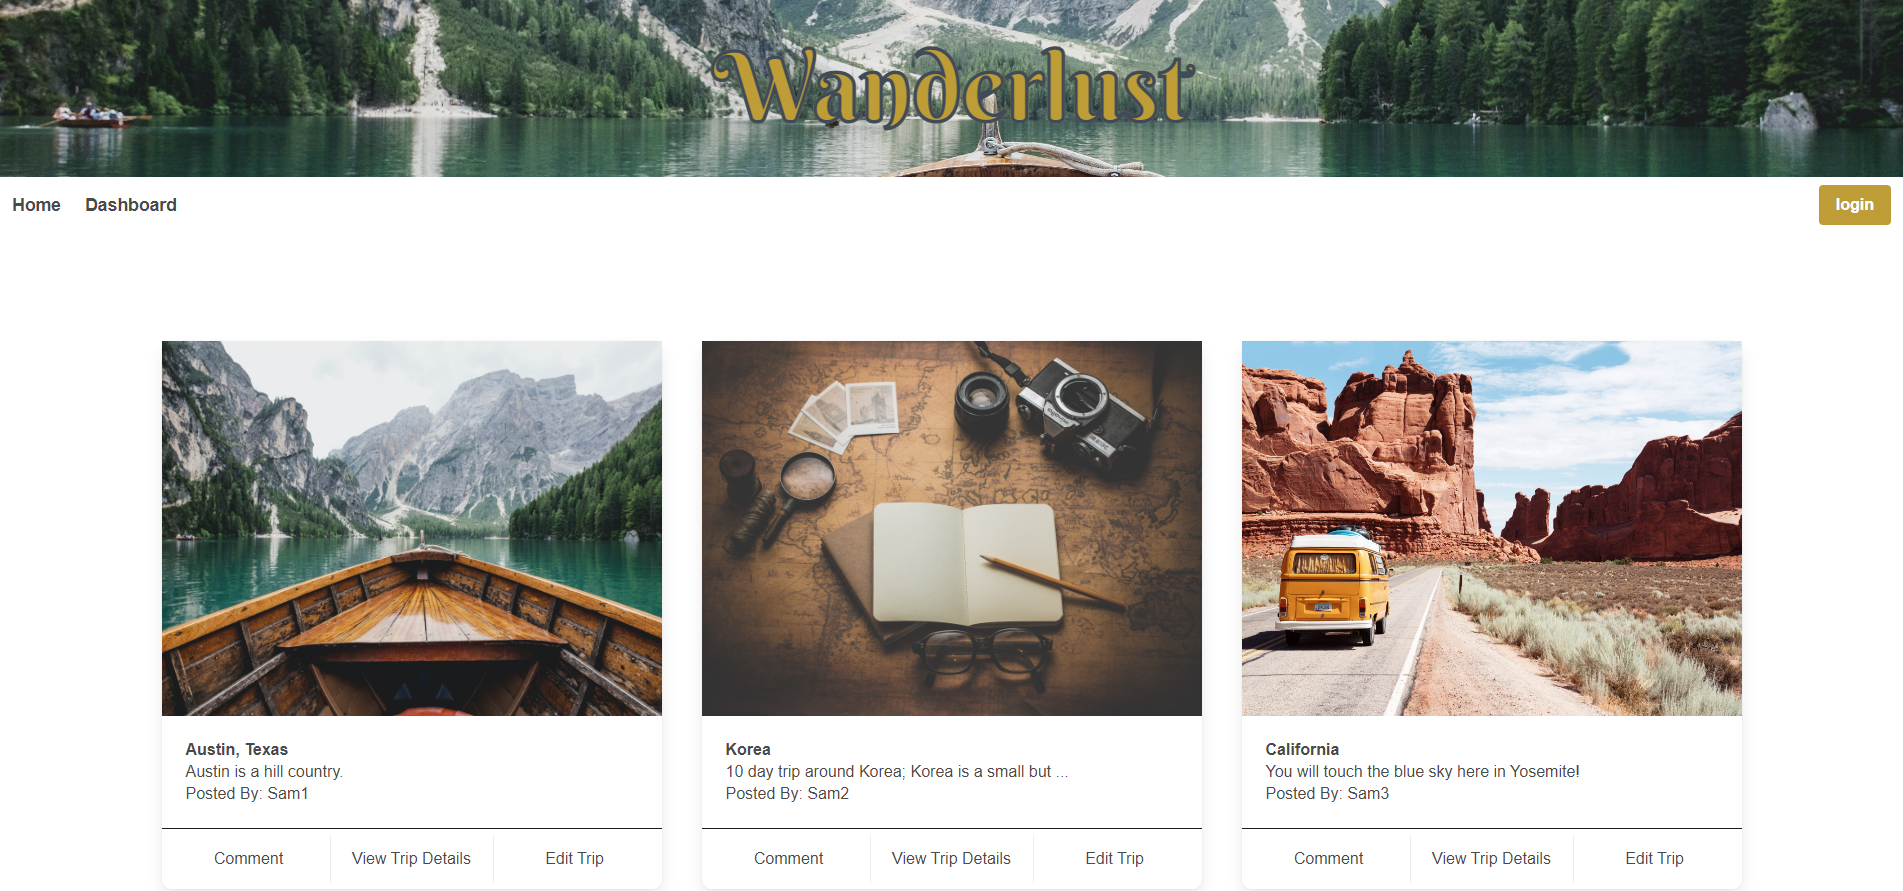 Wanderlust
Home Dashboard login
Austin, Texas
Austin is a hill country.
Posted By: Sam1
Comment View Trip Details Edit Trip
Korea
10 day trip around Korea; Korea is a small but ...
Posted By: Sam2
Comment View Trip Details Edit Trip
California
You will touch the blue sky here in Yosemite!
Posted By: Sam3
Comment View Trip Details Edit Trip